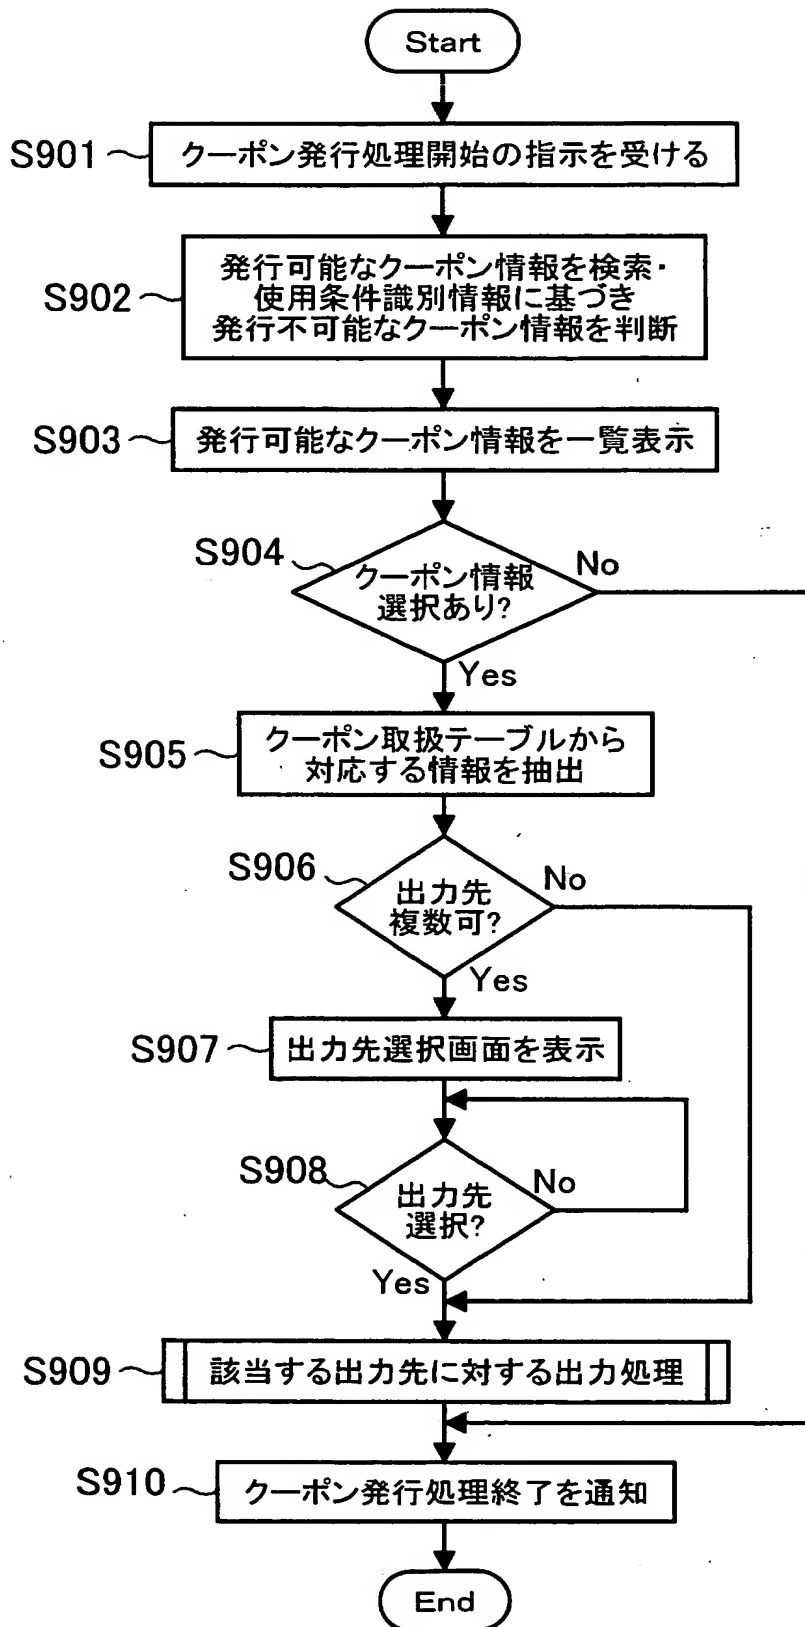 Start
S901
クーポン発行処理開始の指示を受ける
S902
発行可能なクーポン情報を検索・
使用条件識別情報に基づき
発行不可能なクーポン情報を判断
S903
発行可能なクーポン情報を一覧表示
S904
クーポン情報
選択あり?
No
Yes
S905
クーポン取扱テーブルから
対応する情報を抽出
S906
出力先
複数可?
No
Yes
S907
出力先選択画面を表示
S908
出力先
選択?
No
Yes
S909
該当する出力先に対する出力処理
S910
クーポン発行処理終了を通知
End